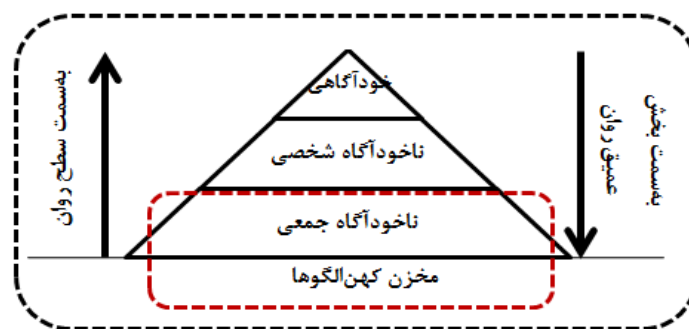 خودآگاهی
ناخودآگاه شخصی
ناخودآگاه جمعی
مخزن کهن‌الگوها
به‌سمت بخش
عمیق روان
به‌سمت سطح روان